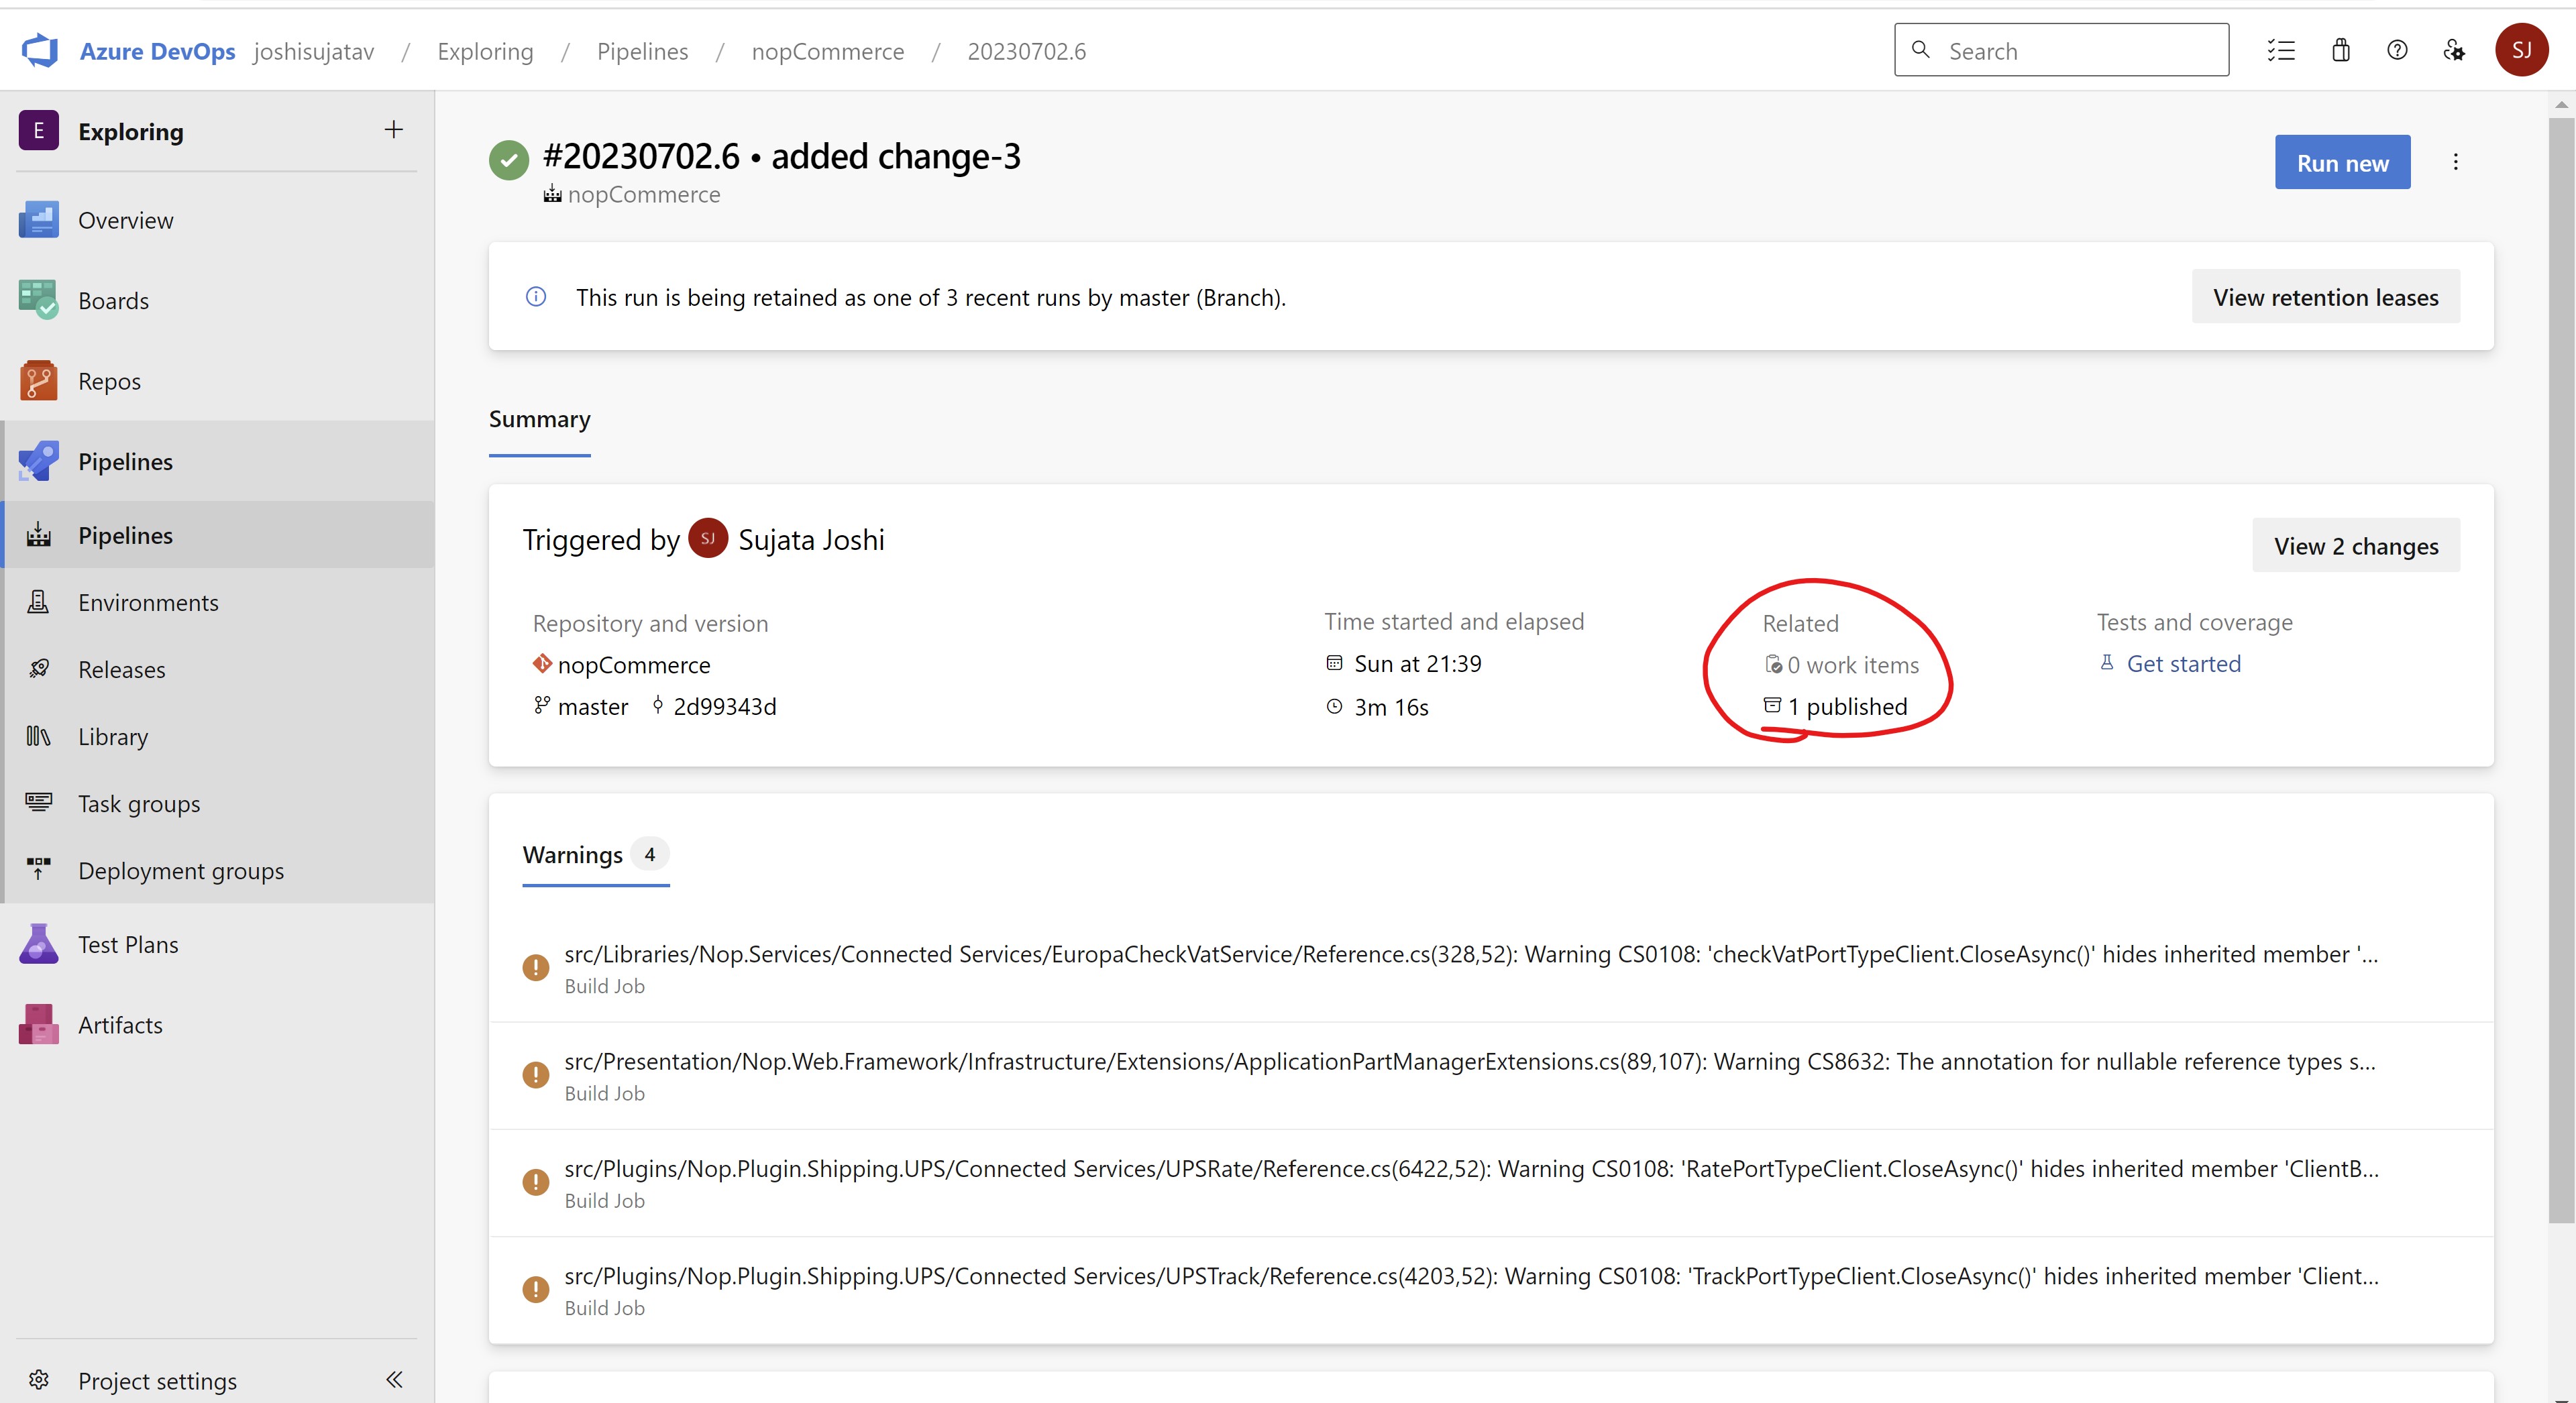 Azure DevOps joshisujatav / Exploring / Pipelines / nopCommerce / 20230702.6
Search
SJ
E Exploring
Overview
Boards
Repos
Pipelines
Pipelines
Environments
Releases
Library
Task groups
Deployment groups
Test Plans
Artifacts
Project settings
#20230702.6 • added change-3
nopCommerce
Run new
This run is being retained as one of 3 recent runs by master (Branch).
View retention leases
Summary
Triggered by SJ Sujata Joshi
View 2 changes
Repository and version
nopCommerce
master 2d99343d
Time started and elapsed
Sun at 21:39
3m 16s
Related
0 work items
1 published
Tests and coverage
Get started
Warnings 4
src/Libraries/Nop.Services/Connected Services/EuropaCheckVatService/Reference.cs(328,52): Warning CS0108: 'checkVatPortTypeClient.CloseAsync()' hides inherited member '...
Build Job
src/Presentation/Nop.Web.Framework/Infrastructure/Extensions/ApplicationPartManagerExtensions.cs(89,107): Warning CS8632: The annotation for nullable reference types s...
Build Job
src/Plugins/Nop.Plugin.Shipping.UPS/Connected Services/UPSRate/Reference.cs(6422,52): Warning CS0108: 'RatePortTypeClient.CloseAsync()' hides inherited member 'ClientB...
Build Job
src/Plugins/Nop.Plugin.Shipping.UPS/Connected Services/UPSTrack/Reference.cs(4203,52): Warning CS0108: 'TrackPortTypeClient.CloseAsync()' hides inherited member 'Client...
Build Job